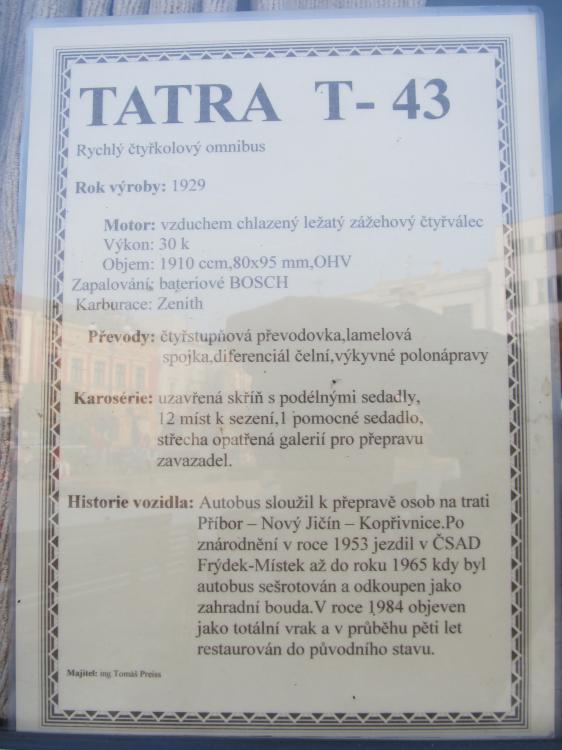 TATRA T- 43
Rychlý čtyřkolový omnibus
Rok výroby: 1929
Motor: vzduchem chlazený ležatý zážehový čtyřválec
Výkon: 30 k
Objem: 1910 ccm,80x95 mm,OHV
Zapalování: bateriové BOSCH
Karburace: Zenith
Převody: čtyřstupňová převodovka,lamelová
spojka,diferenciál čelní,výkyvné polonápravy
Karosérie: uzavřená skříň s podélnými sedadly,
12 míst k sezení,1 pomocné sedadlo,
střecha opatřená galerií pro přepravu
zavazadel.
Historie vozidla: Autobus sloužil k přepravě osob na trati
Příbor – Nový Jičín – Kopřivnice.Po
znárodnění v roce 1953 jezdil v ČSAD
Frýdek-Místek až do roku 1965 kdy byl
autobus sešrotován a odkoupen jako
zahradní bouda.V roce 1984 objeven
jako totální vrak a v průběhu pěti let
restaurován do původního stavu.
Majitel: ing Tomáš Preiss